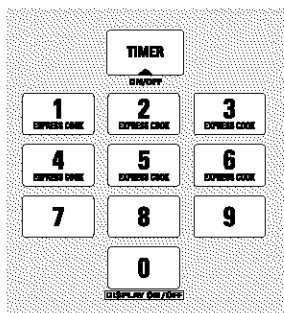 TIMER
ON/OFF
1 2 3
EXPRESS COOK EXPRESS COOK EXPRESS COOK
4 5 6
EXPRESS COOK EXPRESS COOK EXPRESS COOK
7 8 9
0
DISPLAY ON/OFF